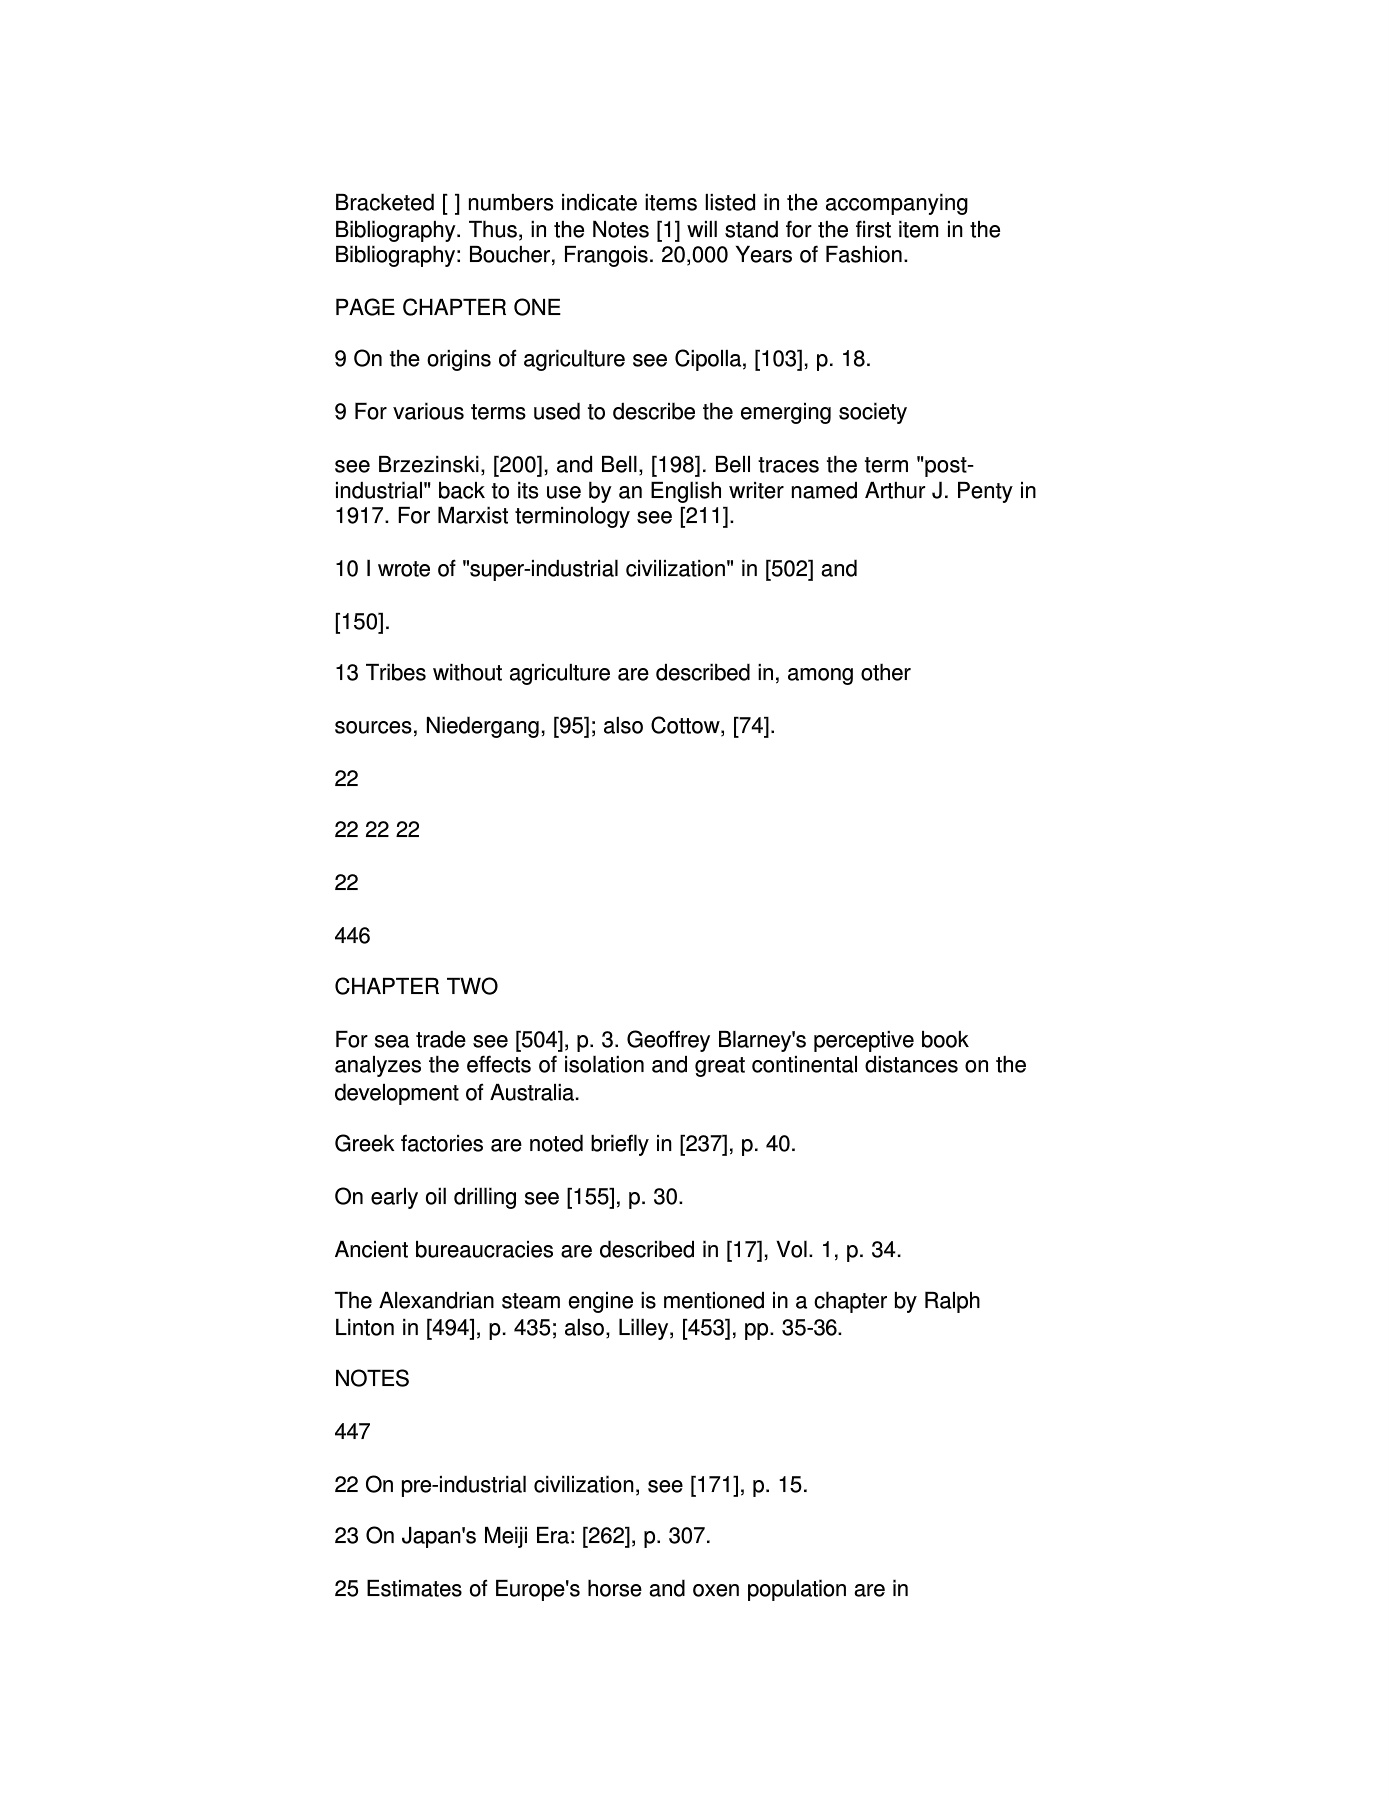 Bracketed [ ] numbers indicate items listed in the accompanying
Bibliography. Thus, in the Notes [1] will stand for the first item in the
Bibliography: Boucher, Frangois. 20,000 Years of Fashion.
PAGE CHAPTER ONE
9 On the origins of agriculture see Cipolla, [103], p. 18.
9 For various terms used to describe the emerging society
see Brzezinski, [200], and Bell, [198]. Bell traces the term "post-
industrial" back to its use by an English writer named Arthur J. Penty in
1917. For Marxist terminology see [211].
10 I wrote of "super-industrial civilization" in [502] and
[150].
13 Tribes without agriculture are described in, among other
sources, Niedergang, [95]; also Cottow, [74].
22
22 22 22
22
446
CHAPTER TWO
For sea trade see [504], p. 3. Geoffrey Blarney's perceptive book
analyzes the effects of isolation and great continental distances on the
development of Australia.
Greek factories are noted briefly in [237], p. 40.
On early oil drilling see [155], p. 30.
Ancient bureaucracies are described in [17], Vol. 1, p. 34.
The Alexandrian steam engine is mentioned in a chapter by Ralph
Linton in [494], p. 435; also, Lilley, [453], pp. 35-36.
NOTES
447
22 On pre-industrial civilization, see [171], p. 15.
23 On Japan's Meiji Era: [262], p. 307.
25 Estimates of Europe's horse and oxen population are in